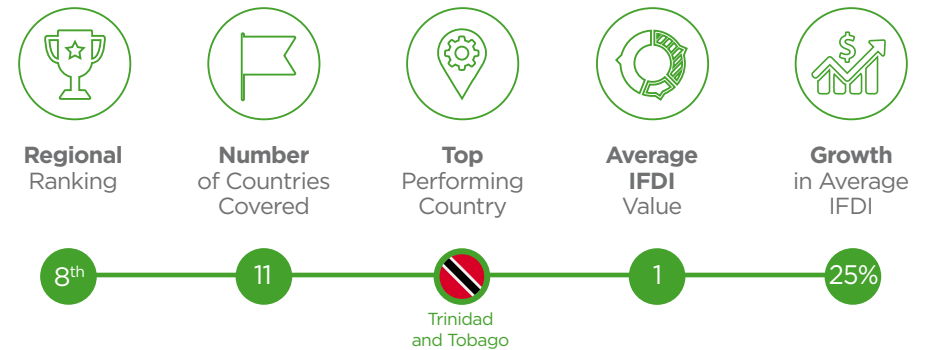 Regional
Ranking
Number
of Countries
Covered
Top
Performing
Country
Average
IFDI
Value
Growth
in Average
IFDI
8th
11
Trinidad
and Tobago
1
25%
$